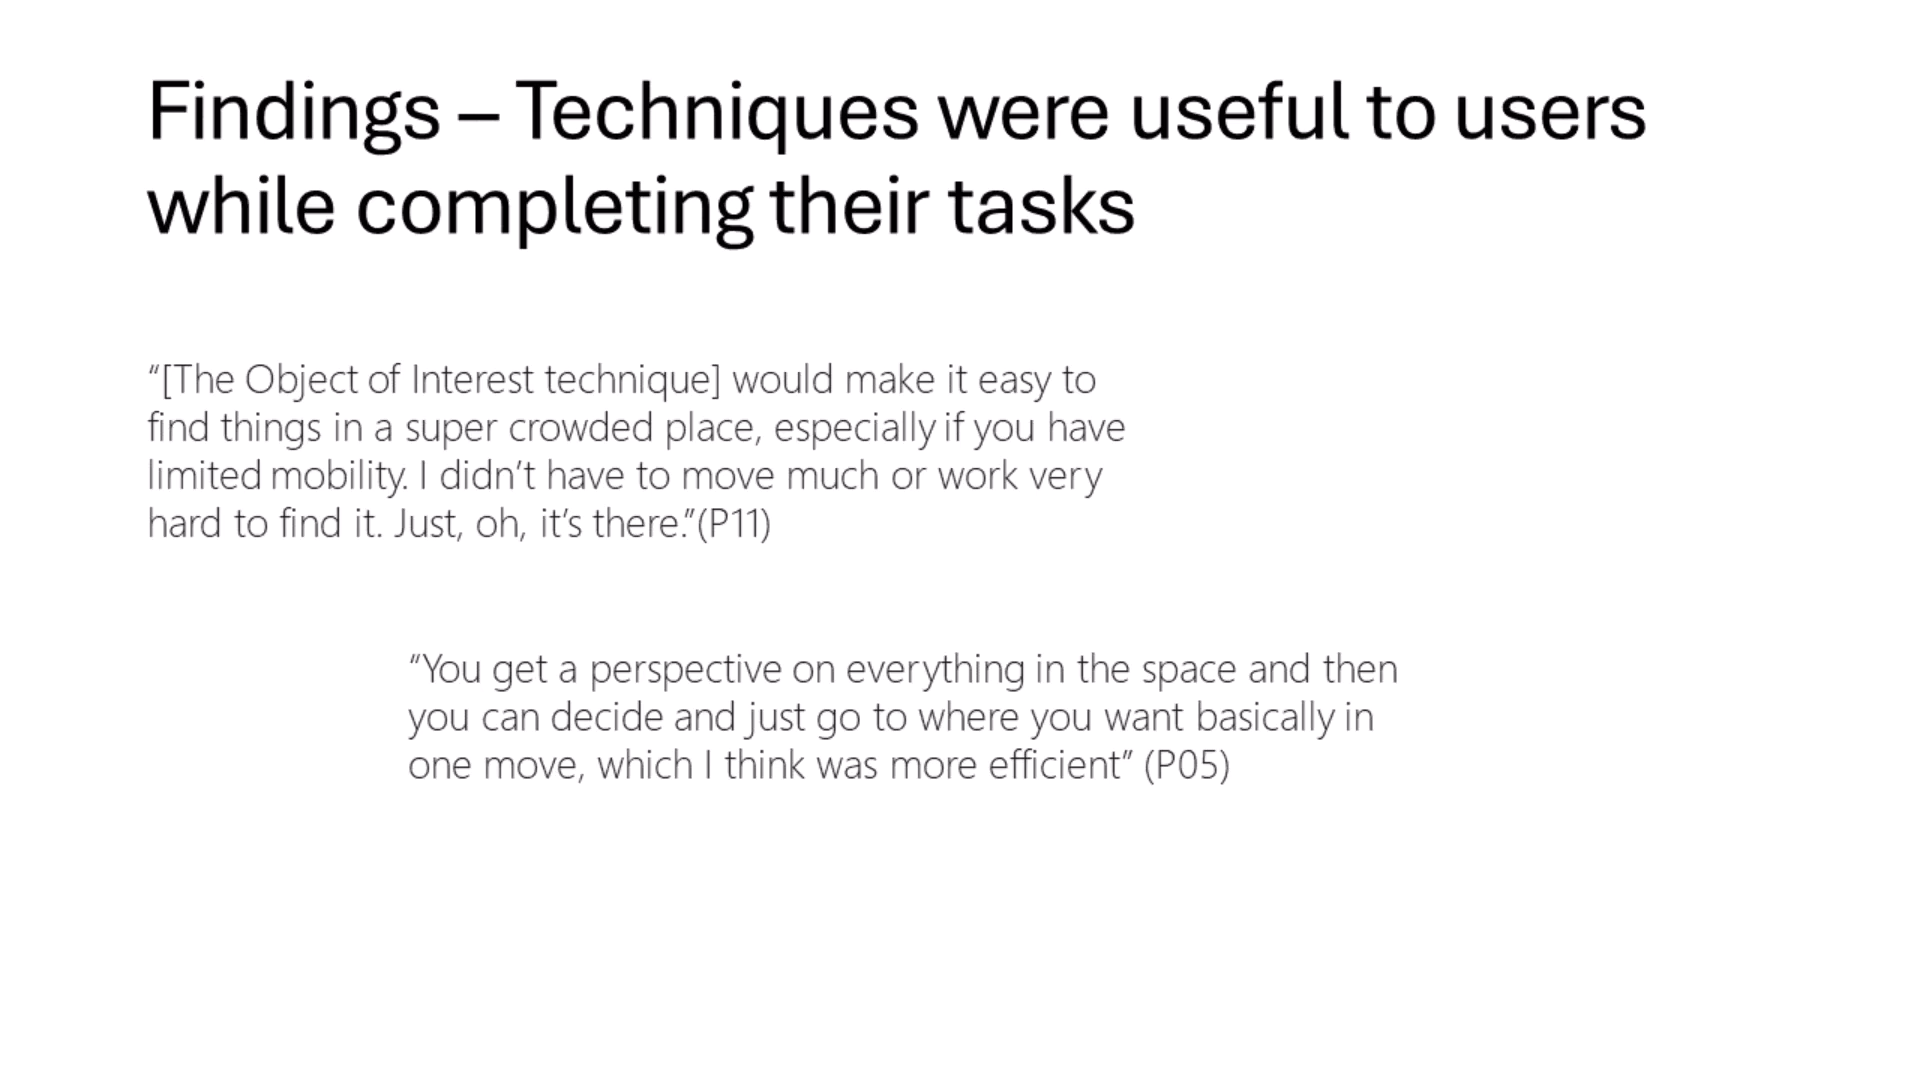 Findings – Techniques were useful to users
while completing their tasks
“[The Object of Interest technique] would make it easy to
find things in a super crowded place, especially if you have
limited mobility. I didn’t have to move much or work very
hard to find it. Just, oh, it’s there.”(P11)
“You get a perspective on everything in the space and then
you can decide and just go to where you want basically in
one move, which I think was more efficient” (P05)